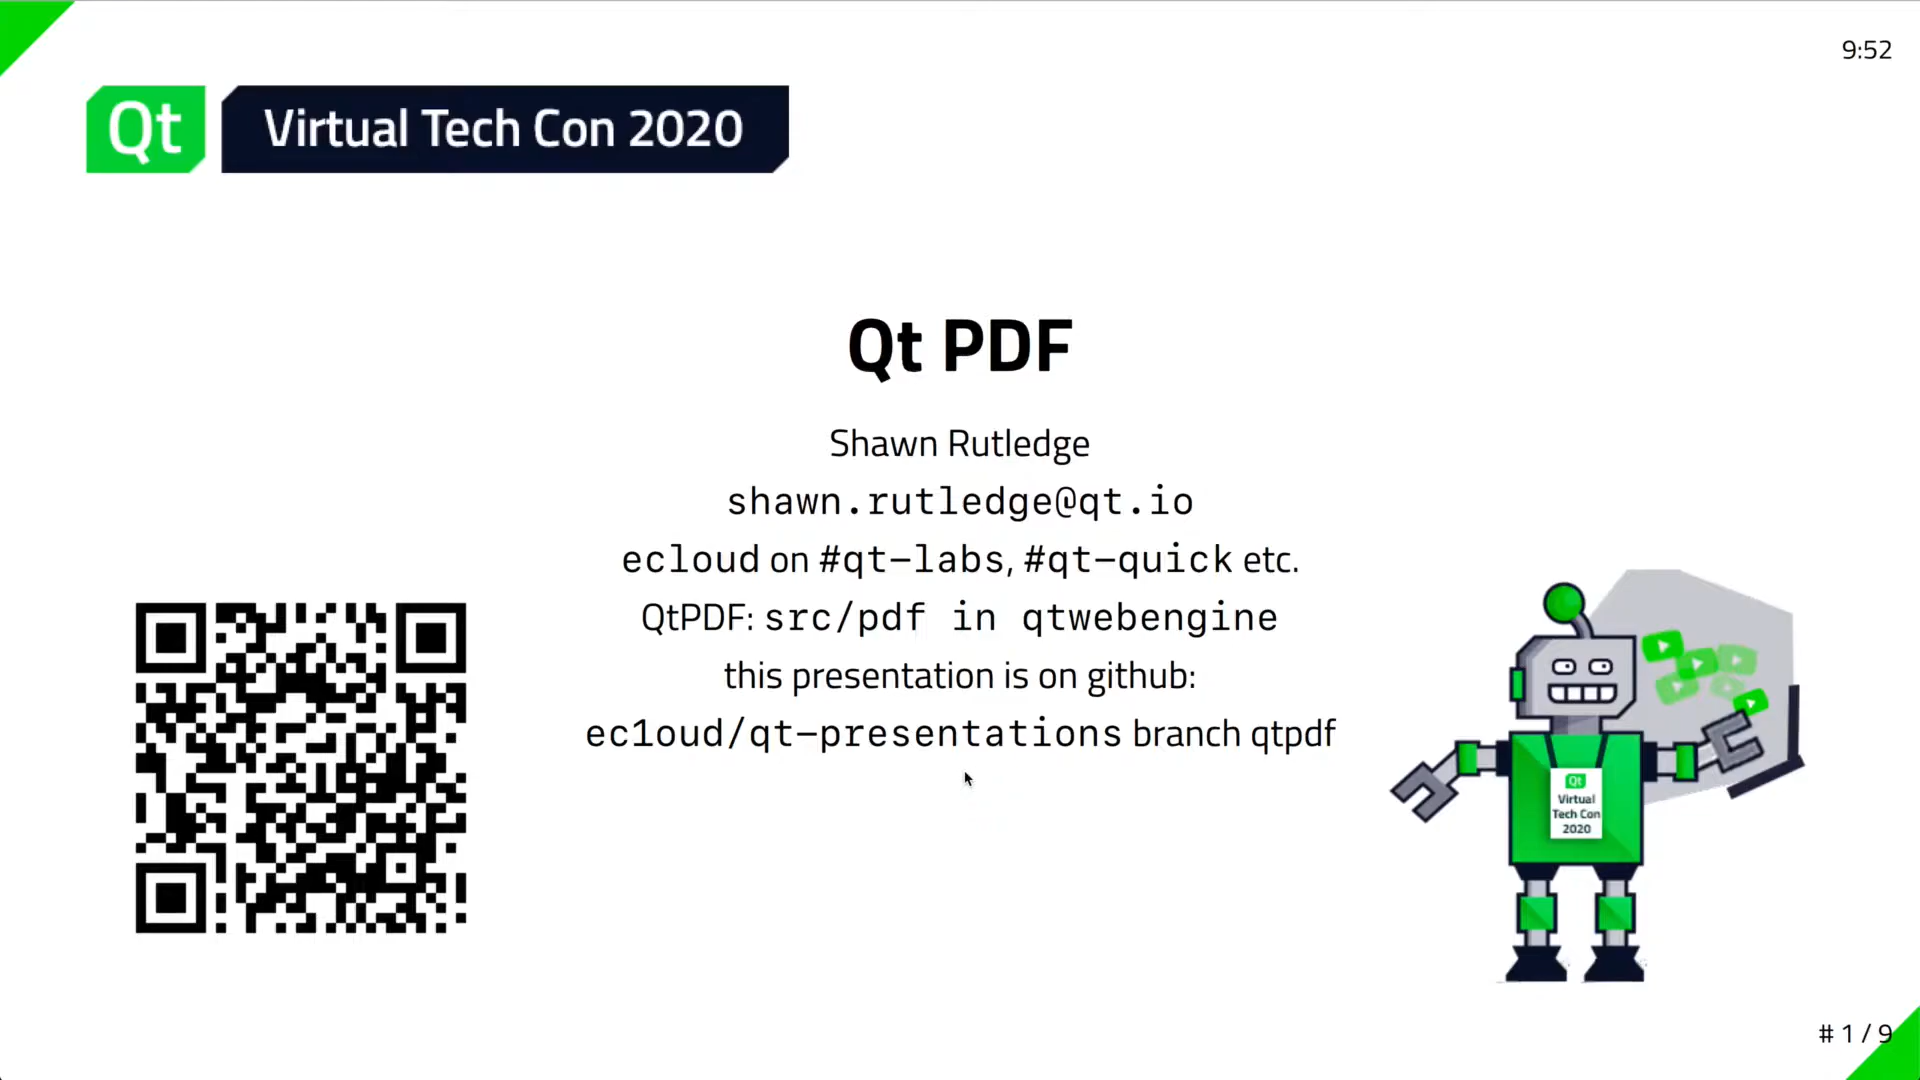 9:52
Qt Virtual Tech Con 2020
Qt PDF
Shawn Rutledge
shawn.rutledge@qt.io
ecloud on #qt-labs, #qt-quick etc.
QtPDF: src/pdf in qtwebengine
this presentation is on github:
ec1oud/qt-presentations branch qtpdf
Qt
Virtual
Tech Con
2020
# 1 / 9